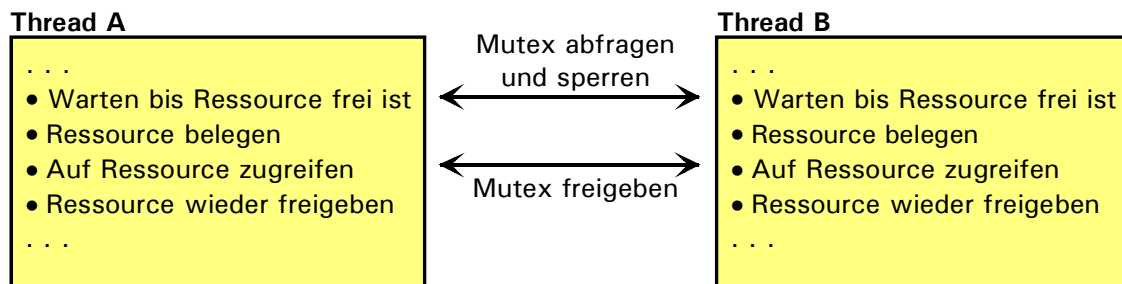 Thread A
. . .
• Warten bis Ressource frei ist
• Ressource belegen
• Auf Ressource zugreifen
• Ressource wieder freigeben
. . .
Mutex abfragen
und sperren
Mutex freigeben
Thread B
. . .
• Warten bis Ressource frei ist
• Ressource belegen
• Auf Ressource zugreifen
• Ressource wieder freigeben
. . .